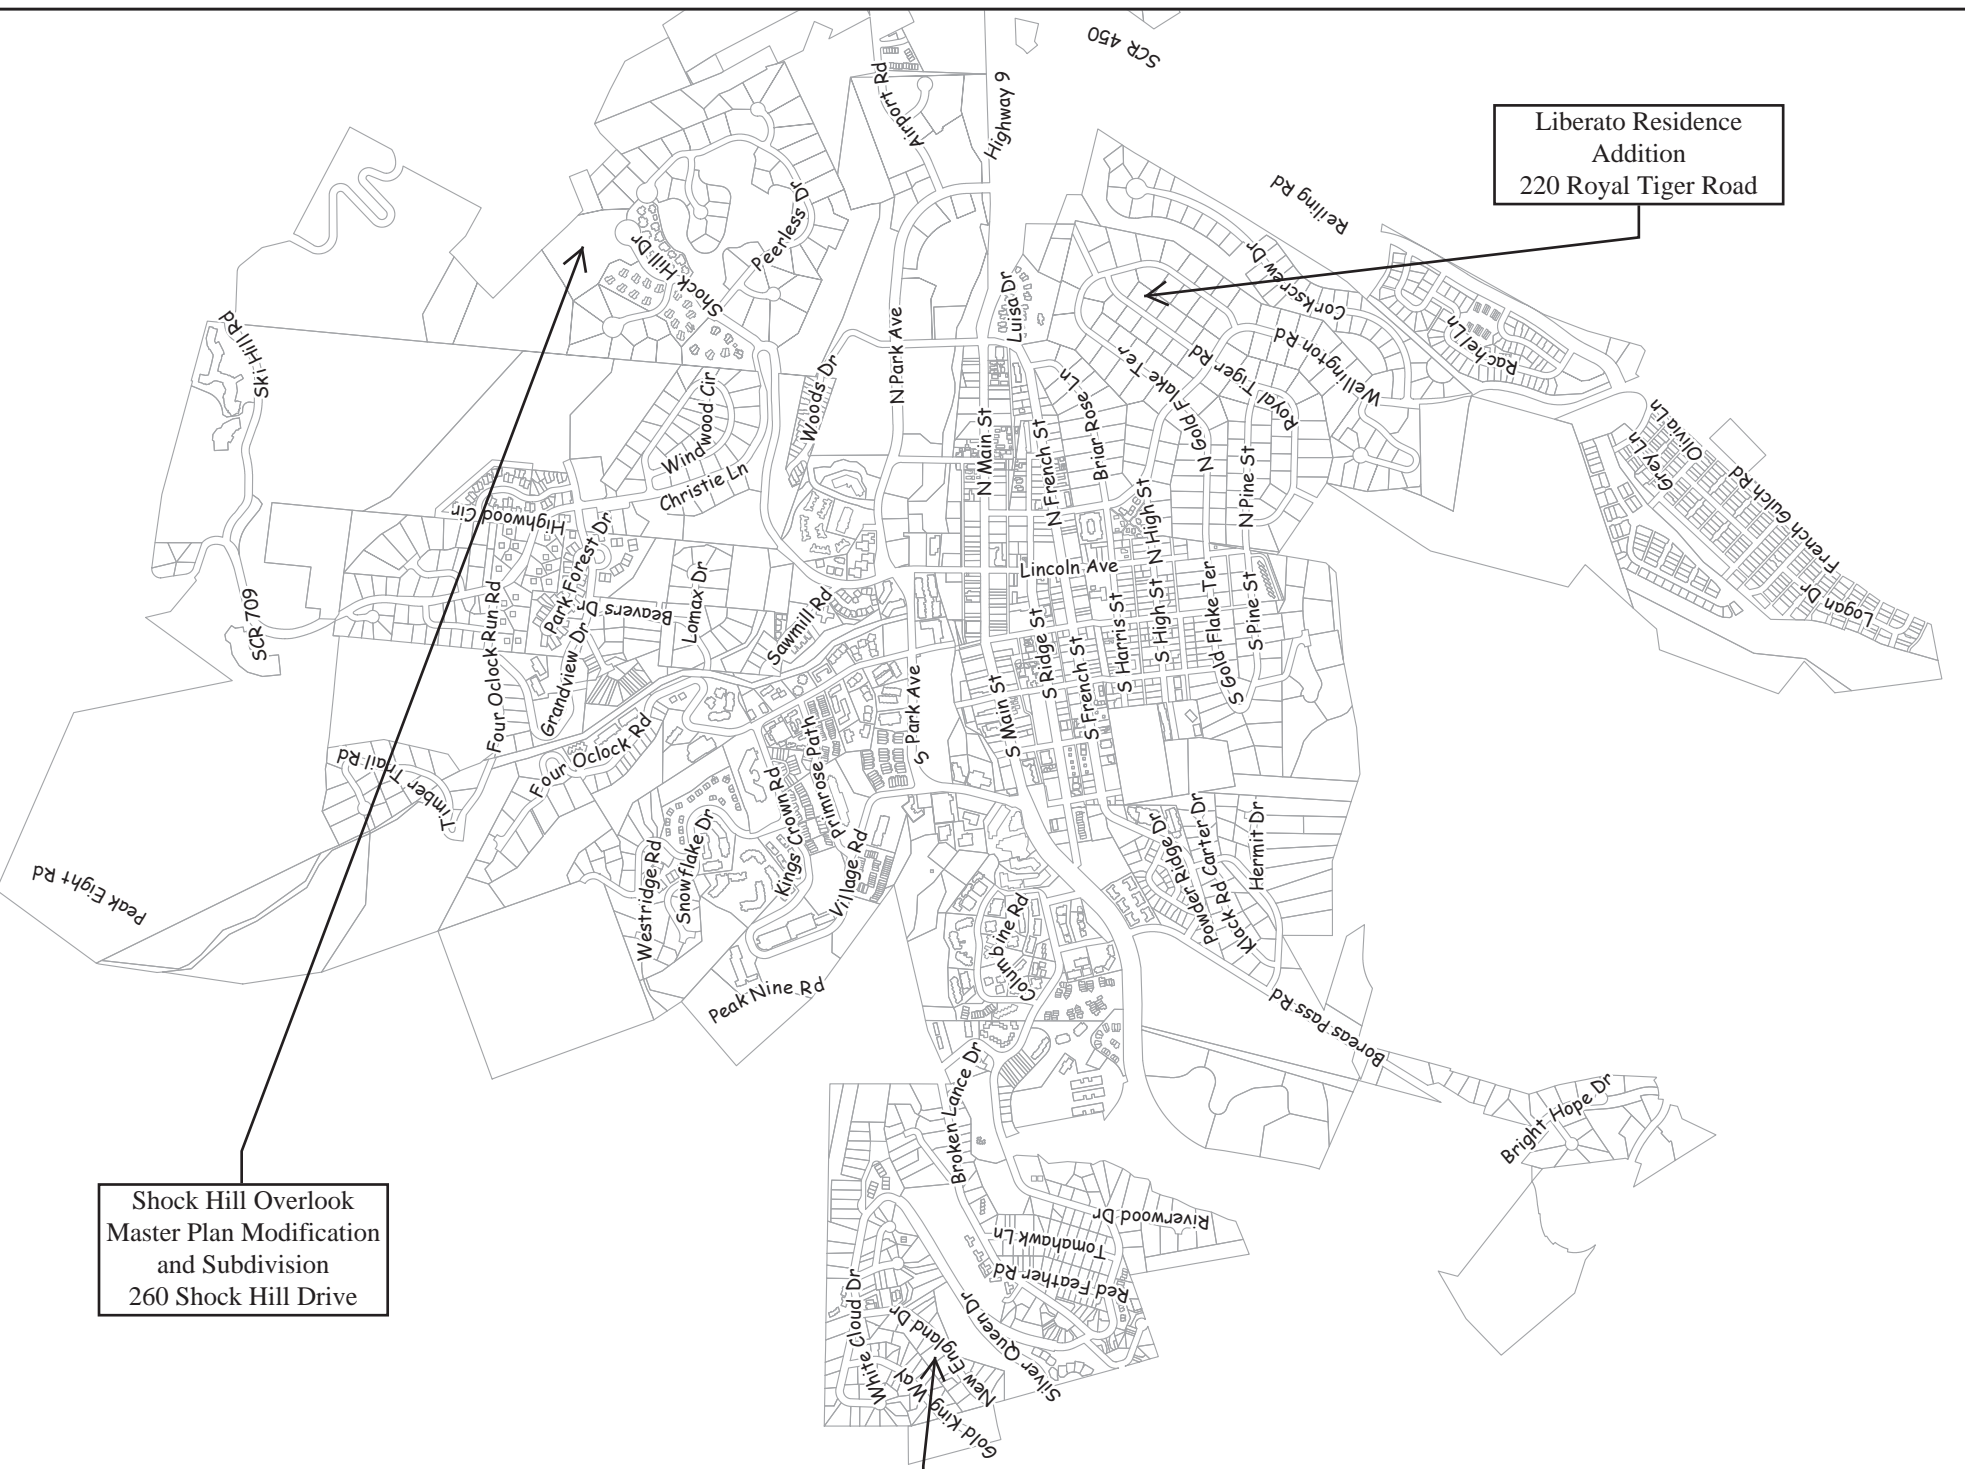 SCR 450
Airport Rd
Highway 9
Liberato Residence
Addition
220 Royal Tiger Road
Reiling Rd
Peerless Dr
Shock Hill Dr
Corkscrew Dr
Luisa Dr
Ski Hill Rd
N Park Ave
Woods Dr
Windwood Cir
Christie Ln
Highwood Cir
N Main St
N French St
Briar Rose Ln
N Gold Flake Ter
Royal Tiger Rd
Wellington Rd
Rachel Ln
N High St
N Pine St
Grey Ln
Olivia Ln
French Gulch Rd
Logan Dr
Park Forest Dr
Grandview Dr
Beavers Dr
Lomax Dr
Sawmill Rd
Lincoln Ave
SCR 709
Four Oclock Run Rd
Four Oclock Rd
Timber Trail Rd
Peak Eight Rd
S Park Ave
S Main St
S Ridge St
S French St
S Harris St
S High St
S Gold Flake Ter
S Pine St
Primrose Path
Kings Crown Rd
Village Rd
Snowflake Dr
Westridge Rd
Peak Nine Rd
Columbine Rd
Powder Ridge Dr
Carter Dr
Klack Rd
Hermit Dr
Boreas Pass Rd
Bright Hope Dr
Broken Lance Dr
Shock Hill Overlook
Master Plan Modification
and Subdivision
260 Shock Hill Drive
Riverwood Dr
Tomahawk Ln
Red Feather Rd
White Cloud Dr
New England Dr
Silver Queen Dr
Gold King Way